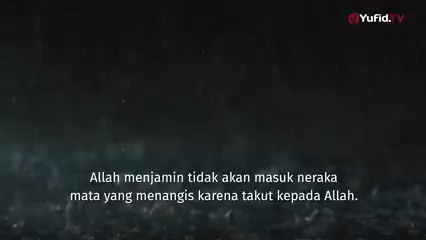 Yufid.TV
Allah menjamin tidak akan masuk neraka
mata yang menangis karena takut kepada Allah.